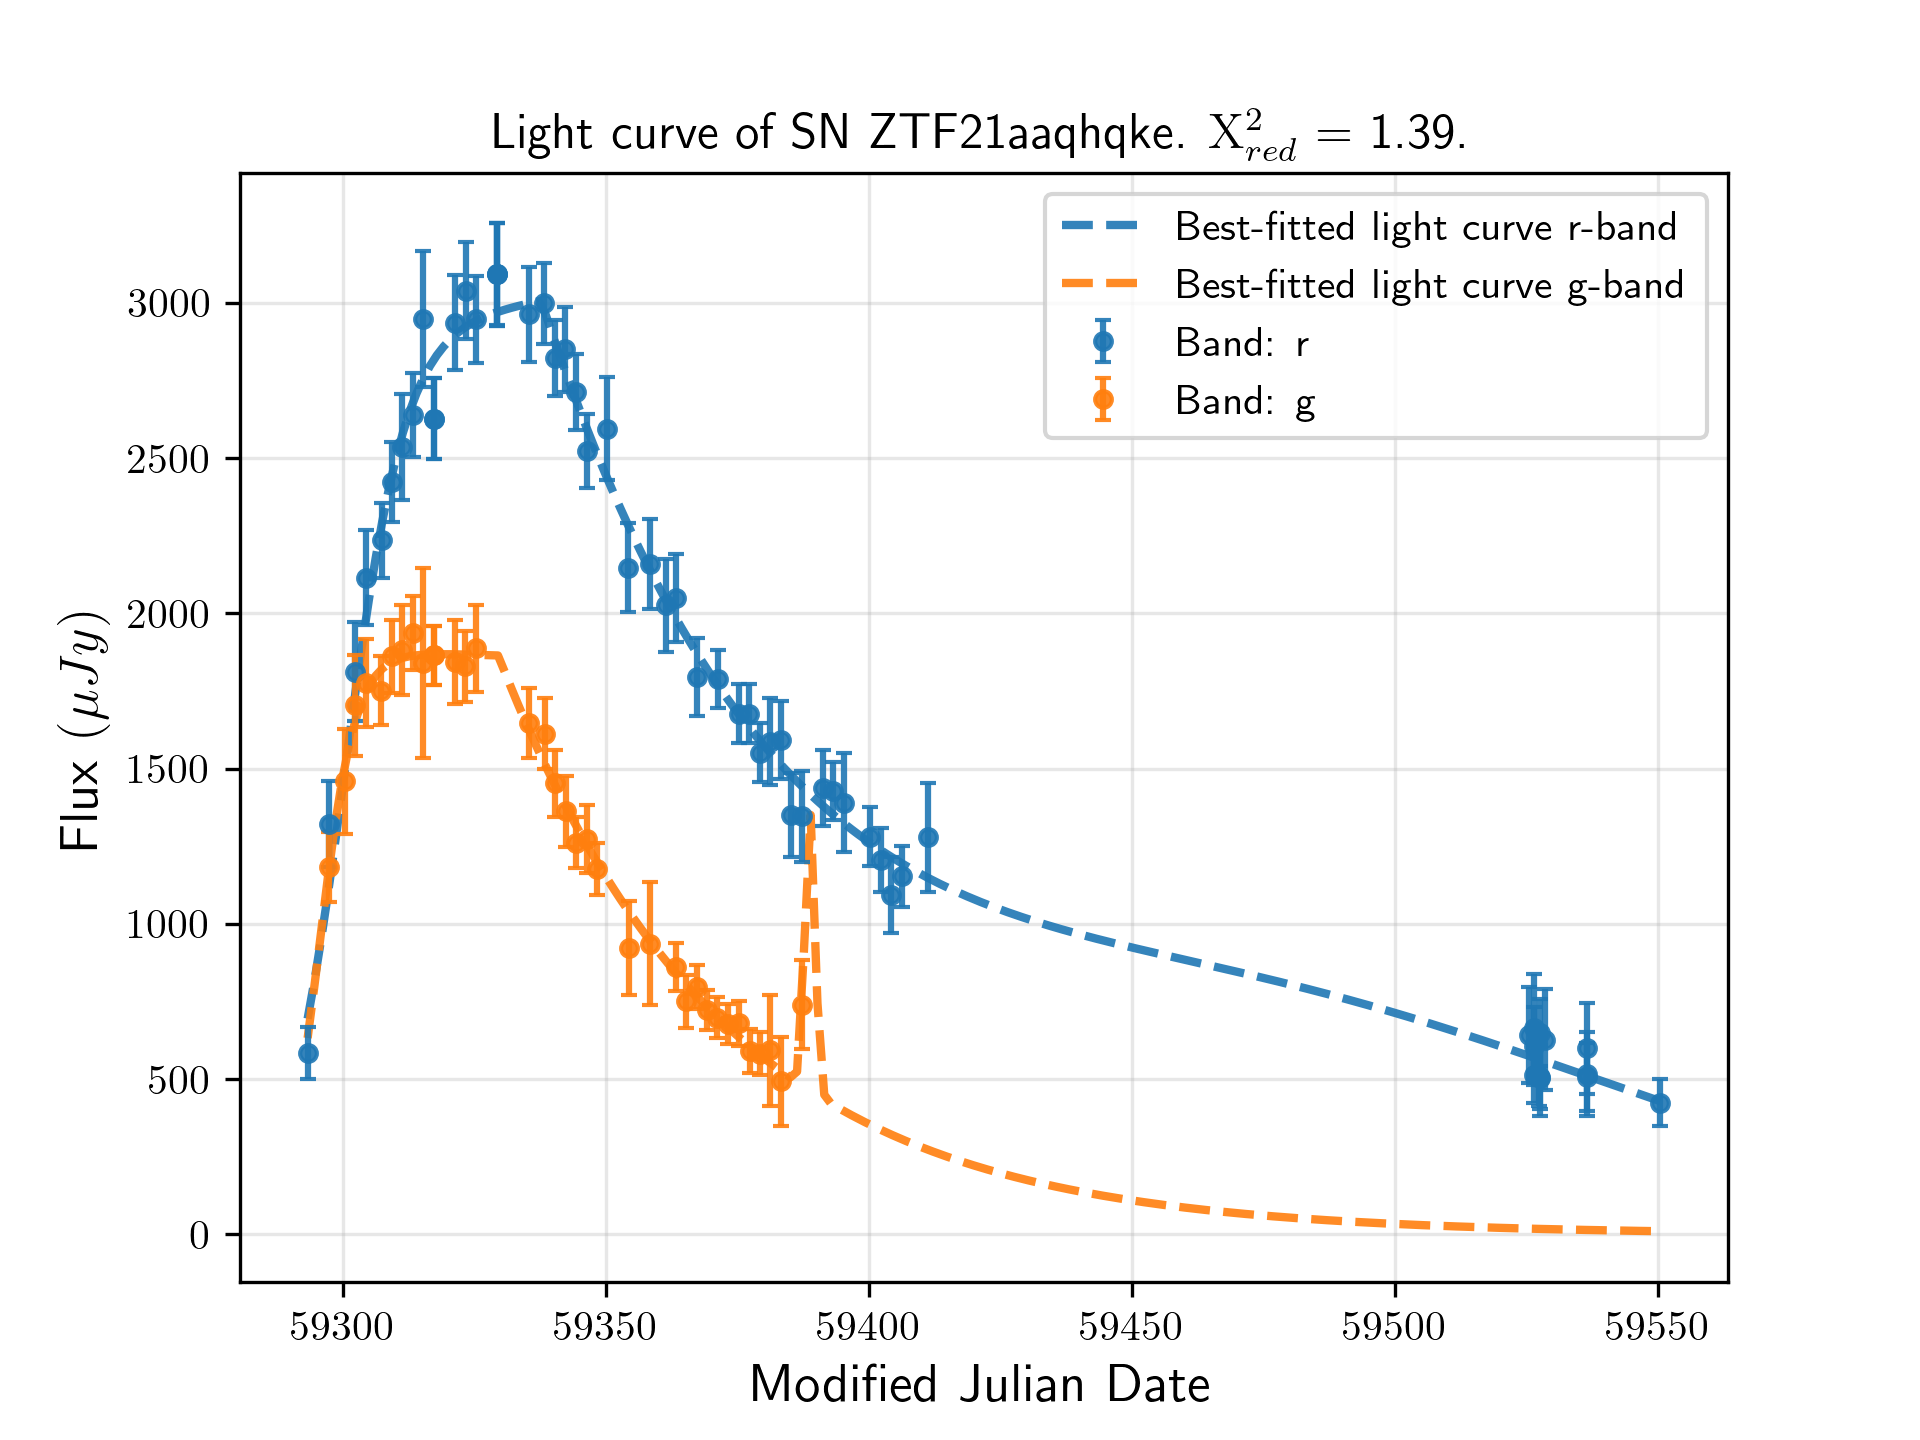 Light curve of SN ZTF21aaqhqke. X²_red = 1.39.
Best-fitted light curve r-band
Best-fitted light curve g-band
Band: r
Band: g
Flux (μJy)
3000
2500
2000
1500
1000
500
0
59300 59350 59400 59450 59500 59550
Modified Julian Date